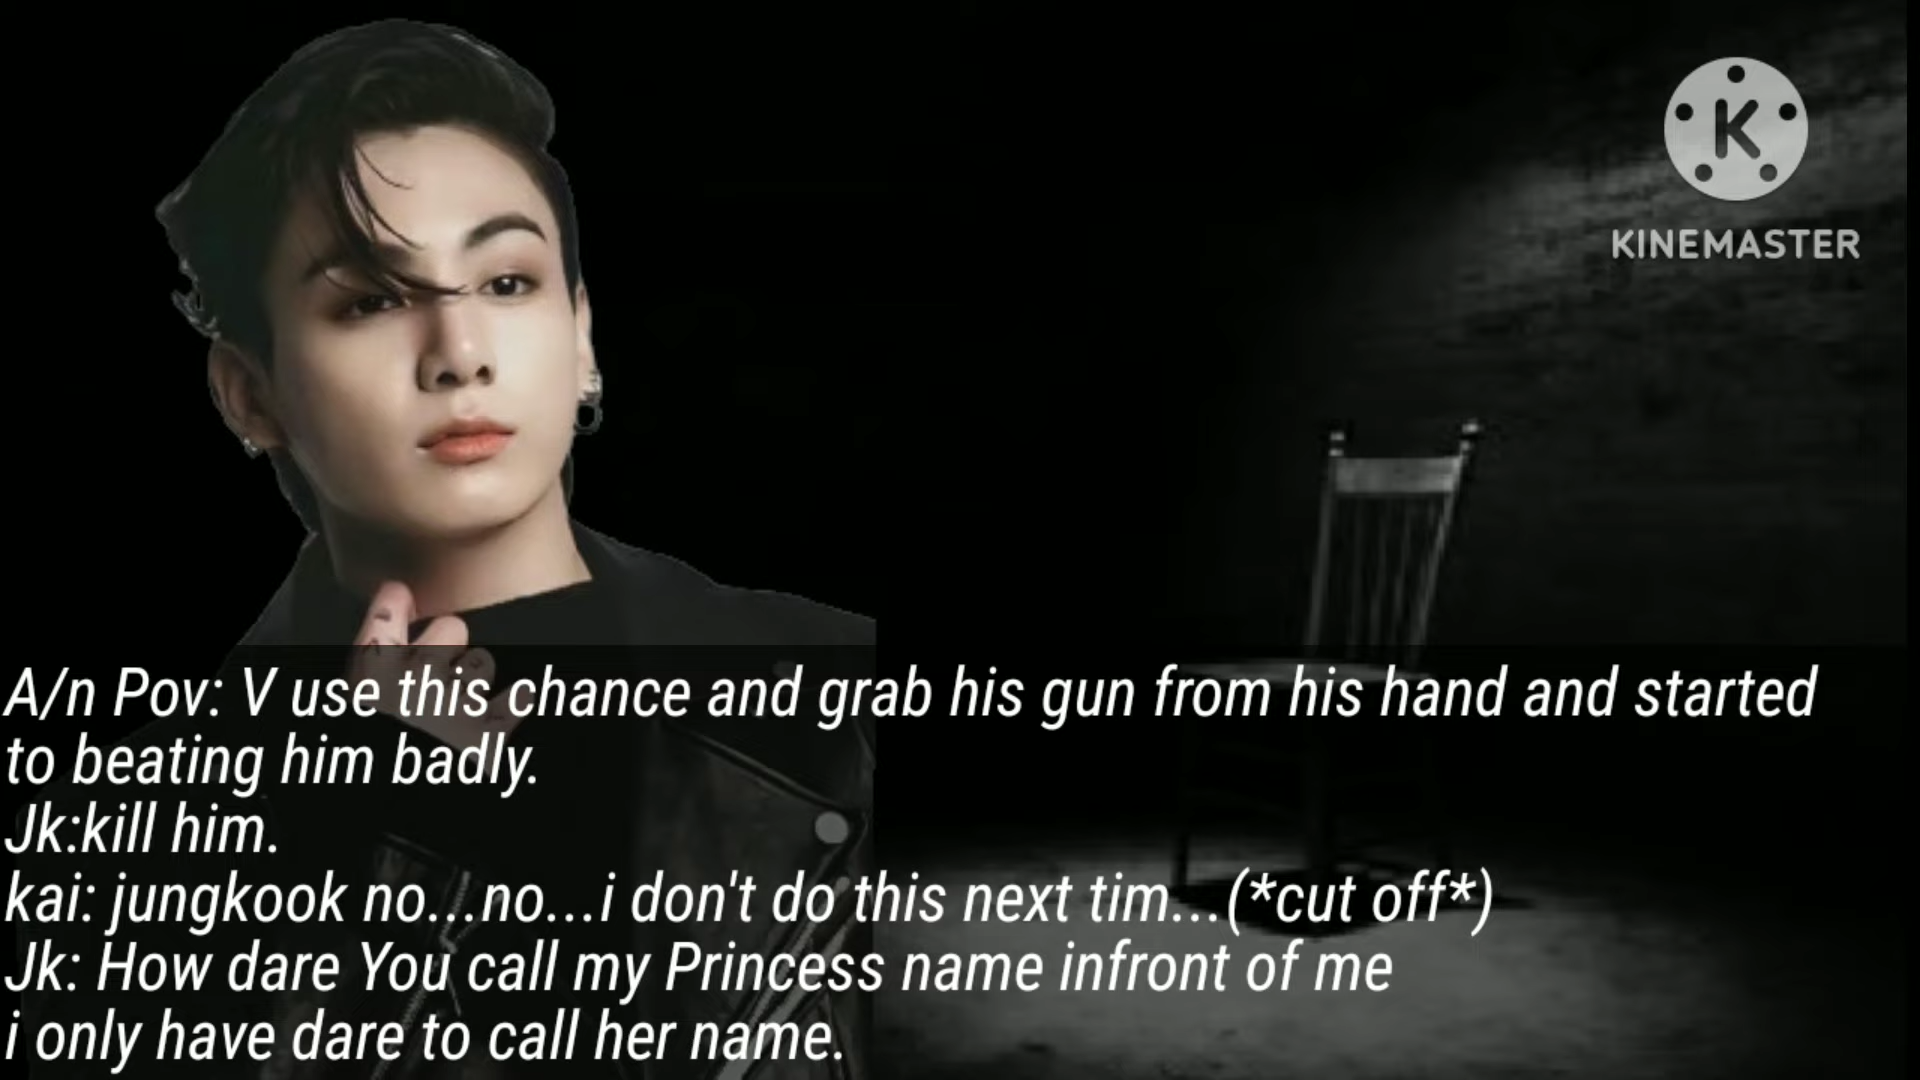 K
KINEMASTER
A/n Pov: V use this chance and grab his gun from his hand and started
to beating him badly.
Jk:kill him.
kai: jungkook no...no...i don't do this next tim...(*cut off*)
Jk: How dare You call my Princess name infront of me
i only have dare to call her name.